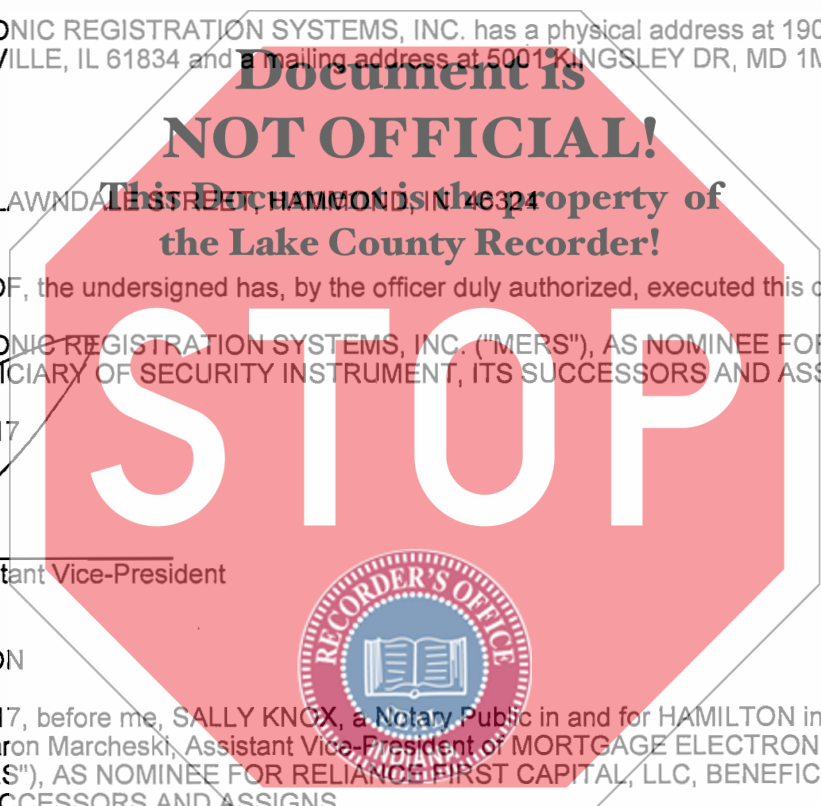 ONIC REGISTRATION SYSTEMS, INC. has a physical address at 190
VILLE, IL 61834 and a mailing address at 5001 KINGSLEY DR, MD 1M
Document is
NOT OFFICIAL!
LAWNDALE STREET, HAMMOND, IN 46324
This Document is the property of
the Lake County Recorder!
OF, the undersigned has, by the officer duly authorized, executed this
ONIC REGISTRATION SYSTEMS, INC. ("MERS"), AS NOMINEE FOR
ICIARY OF SECURITY INSTRUMENT, ITS SUCCESSORS AND ASS
17
STOP
tant Vice-President
RECORDER'S OFFICE
INDIANA
ON
17, before me, SALLY KNOX, a Notary Public in and for HAMILTON in
ron Marcheski, Assistant Vice-President of MORTGAGE ELECTRON
S"), AS NOMINEE FOR RELIANCE FIRST CAPITAL, LLC, BENEFIC
CCESSORS AND ASSIGNS